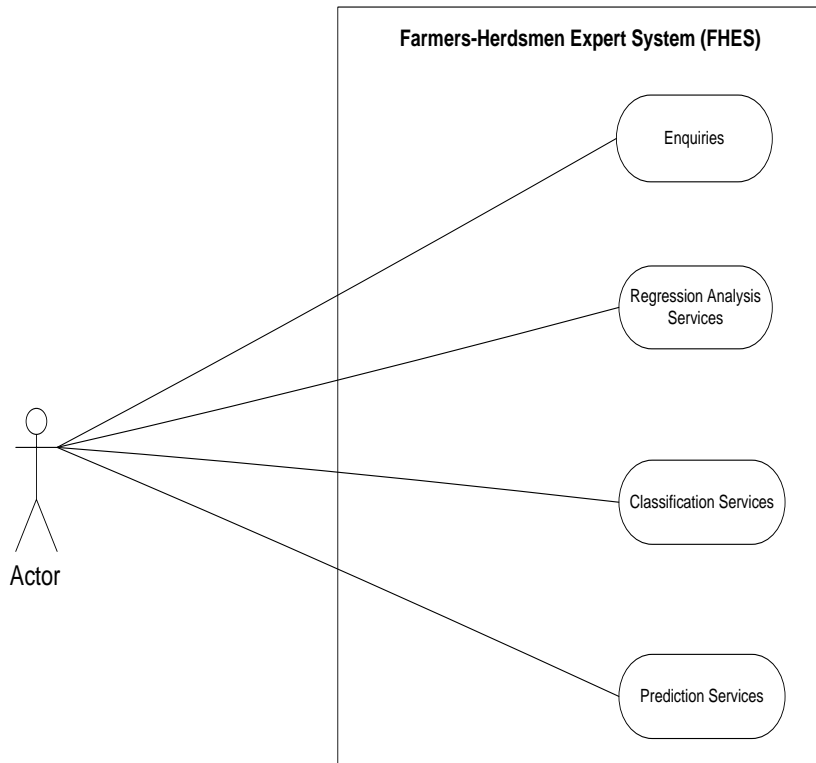 Farmers-Herdsmen Expert System (FHES)
Enquiries
Regression Analysis
Services
Classification Services
Actor
Prediction Services